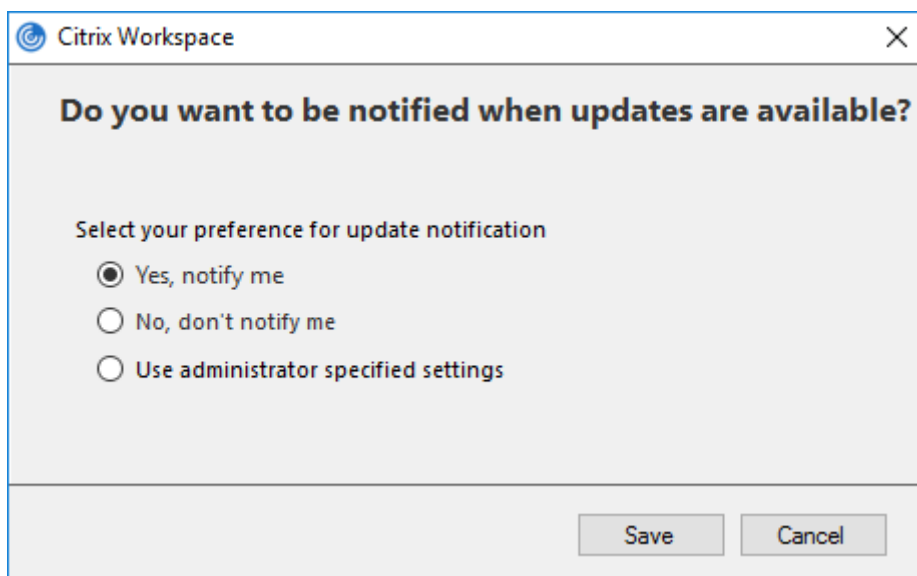 Citrix Workspace
Do you want to be notified when updates are available?
Select your preference for update notification
Yes, notify me
No, don't notify me
Use administrator specified settings
Save Cancel